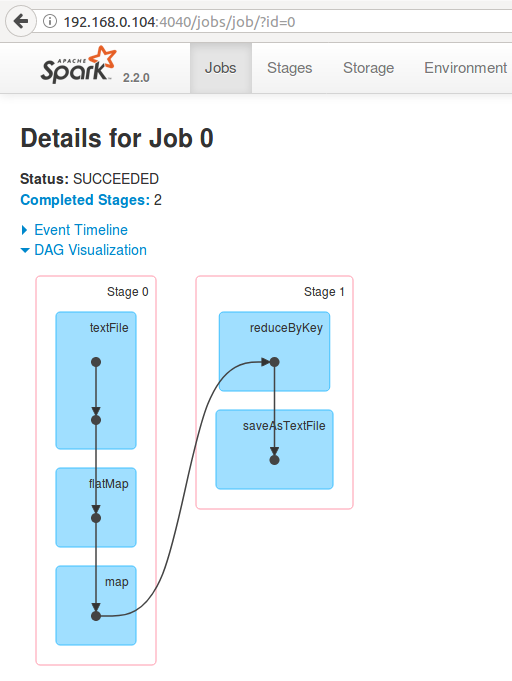 192.168.0.104:4040/jobs/job/?id=0
APACHE
Spark 2.2.0 Jobs Stages Storage Environment
TM
Details for Job 0
Status: SUCCEEDED
Completed Stages: 2
Event Timeline
DAG Visualization
Stage 0
textFile
flatMap
map
Stage 1
reduceByKey
saveAsTextFile